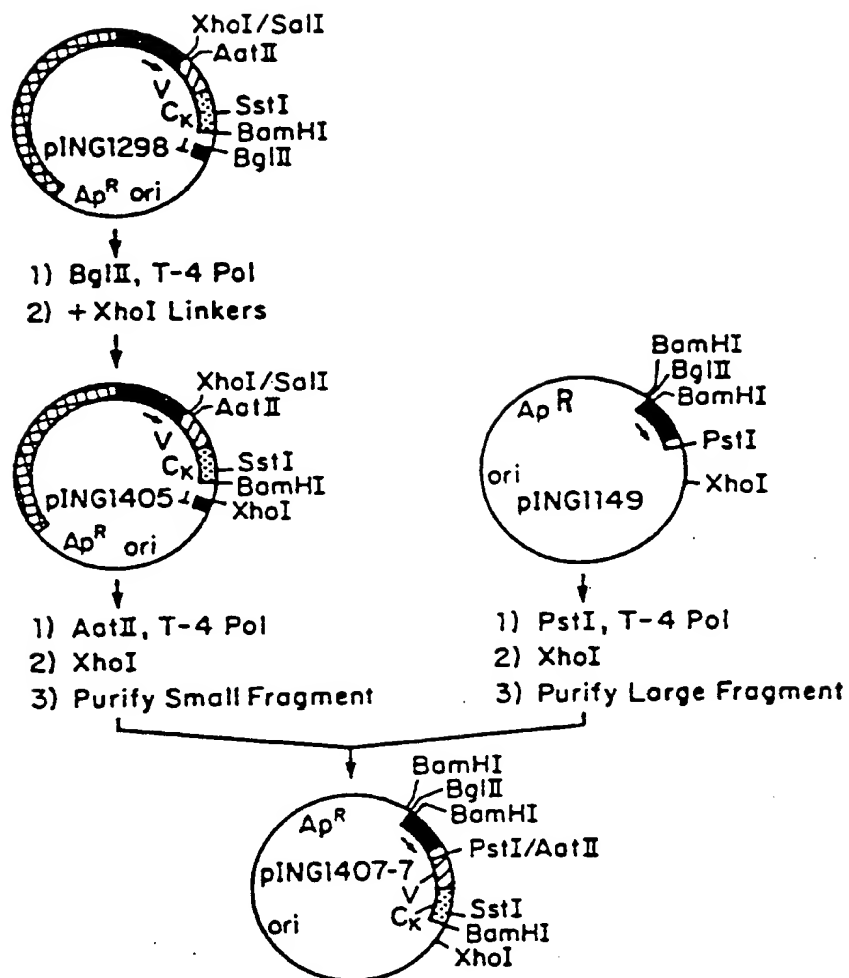 XhoI/SalI
AatII
V
Cκ
SstI
BamHI
pING1298
T
BglII
Ap^R ori
1) BglII, T-4 Pol
2) +XhoI Linkers
XhoI/SalI
AatII
V
Cκ
SstI
BamHI
pING1405
T
XhoI
Ap^R ori
BamHI
BglII
BamHI
Ap^R
PstI
ori
XhoI
pING1149
1) AatII, T-4 Pol
2) XhoI
3) Purify Small Fragment
1) PstI, T-4 Pol
2) XhoI
3) Purify Large Fragment
BamHI
BglII
BamHI
Ap^R
PstI/AatII
pING1407-7
V
Cκ
SstI
ori
BamHI
XhoI